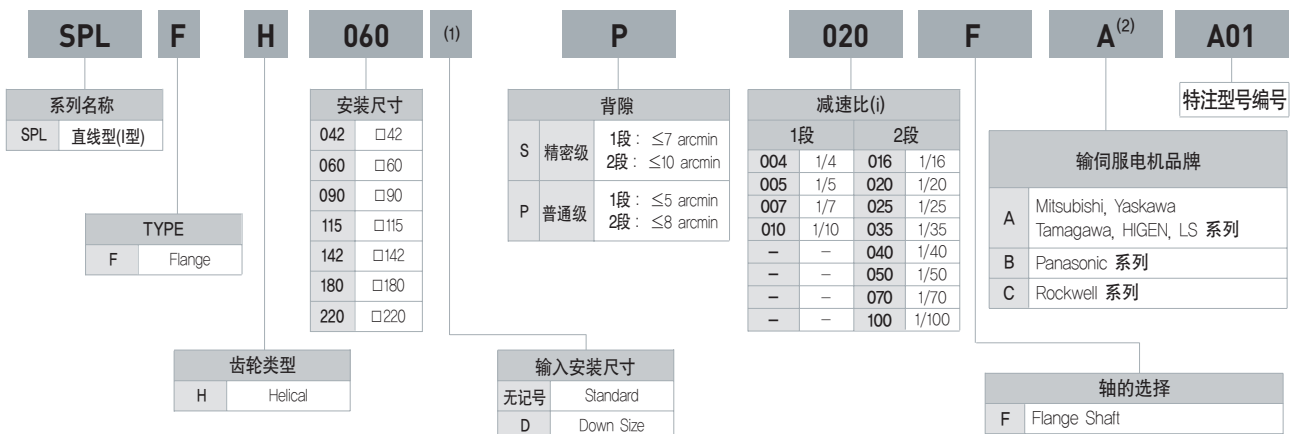 SPL F H 060 (1) P 020 F A(2) A01
系列名称
SPL 直线型(I型)
TYPE
F Flange
齿轮类型
H Helical
安装尺寸
042 □42
060 □60
090 □90
115 □115
142 □142
180 □180
220 □220
输入安装尺寸
无记号 Standard
D Down Size
背隙
S 精密级 1段 : ≤7 arcmin
2段 : ≤10 arcmin
P 普通级 1段 : ≤5 arcmin
2段 : ≤8 arcmin
减速比(i)
1段 2段
004 1/4 016 1/16
005 1/5 020 1/20
007 1/7 025 1/25
010 1/10 035 1/35
– – 040 1/40
– – 050 1/50
– – 070 1/70
– – 100 1/100
轴的选择
F Flange Shaft
输伺服电机品牌
A Mitsubishi, Yaskawa
Tamagawa, HIGEN, LS 系列
B Panasonic 系列
C Rockwell 系列
特注型号编号